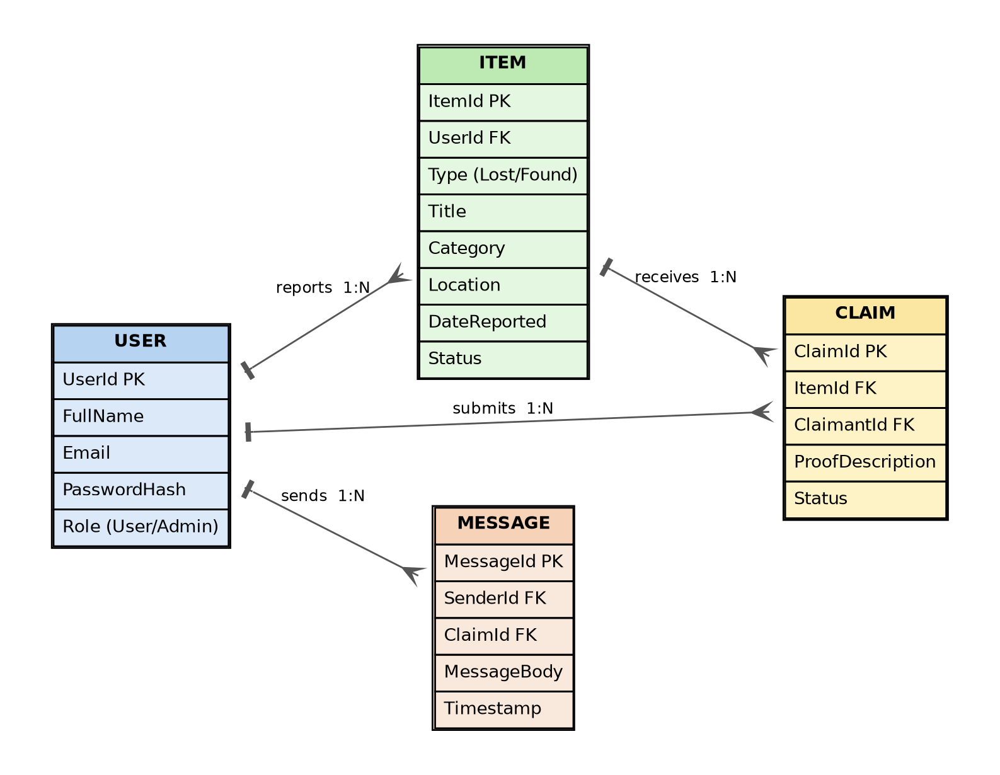 ITEM
ItemId PK
UserId FK
Type (Lost/Found)
Title
Category
Location
DateReported
Status
reports 1:N
receives 1:N
USER
UserId PK
FullName
Email
PasswordHash
Role (User/Admin)
submits 1:N
sends 1:N
CLAIM
ClaimId PK
ItemId FK
ClaimantId FK
ProofDescription
Status
MESSAGE
MessageId PK
SenderId FK
ClaimId FK
MessageBody
Timestamp